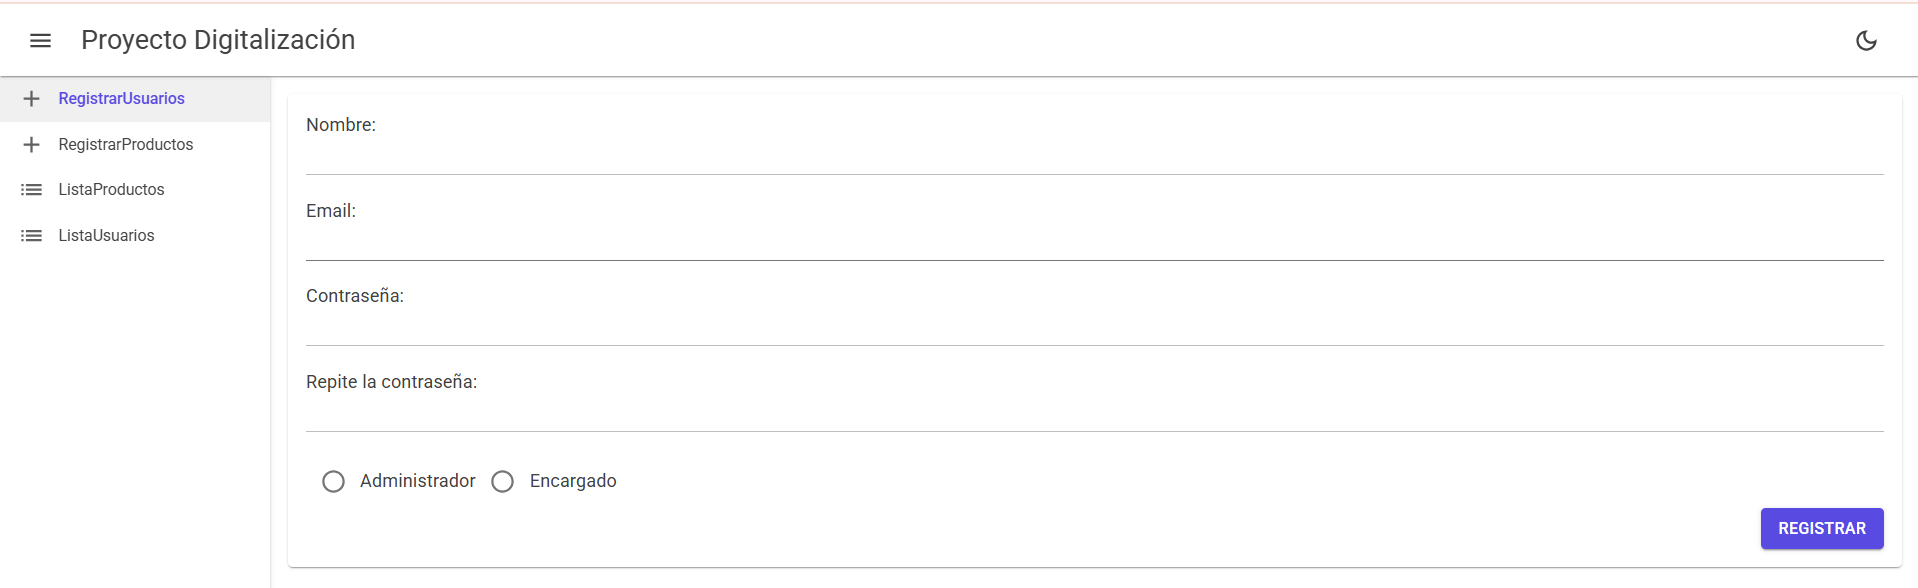 Proyecto Digitalización
RegistrarUsuarios
RegistrarProductos
ListaProductos
ListaUsuarios
Nombre:
Email:
Contraseña:
Repite la contraseña:
Administrador Encargado
REGISTRAR